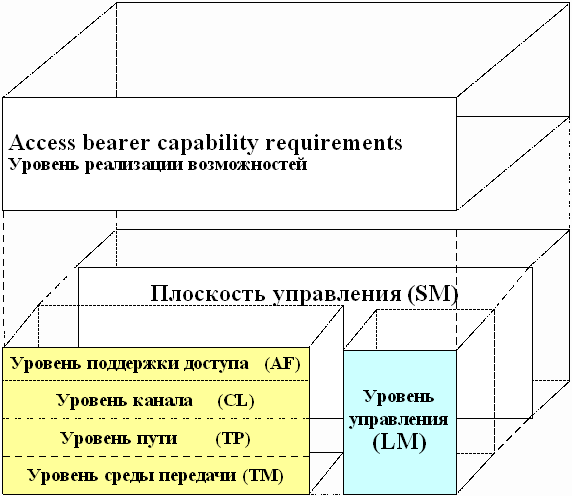 Access bearer capability requirements
Уровень реализации возможностей
Плоскость управления (SM)
Уровень поддержки доступа (AF)
Уровень канала (CL)
Уровень пути (TP)
Уровень среды передачи (TM)
Уровень
управления
(LM)